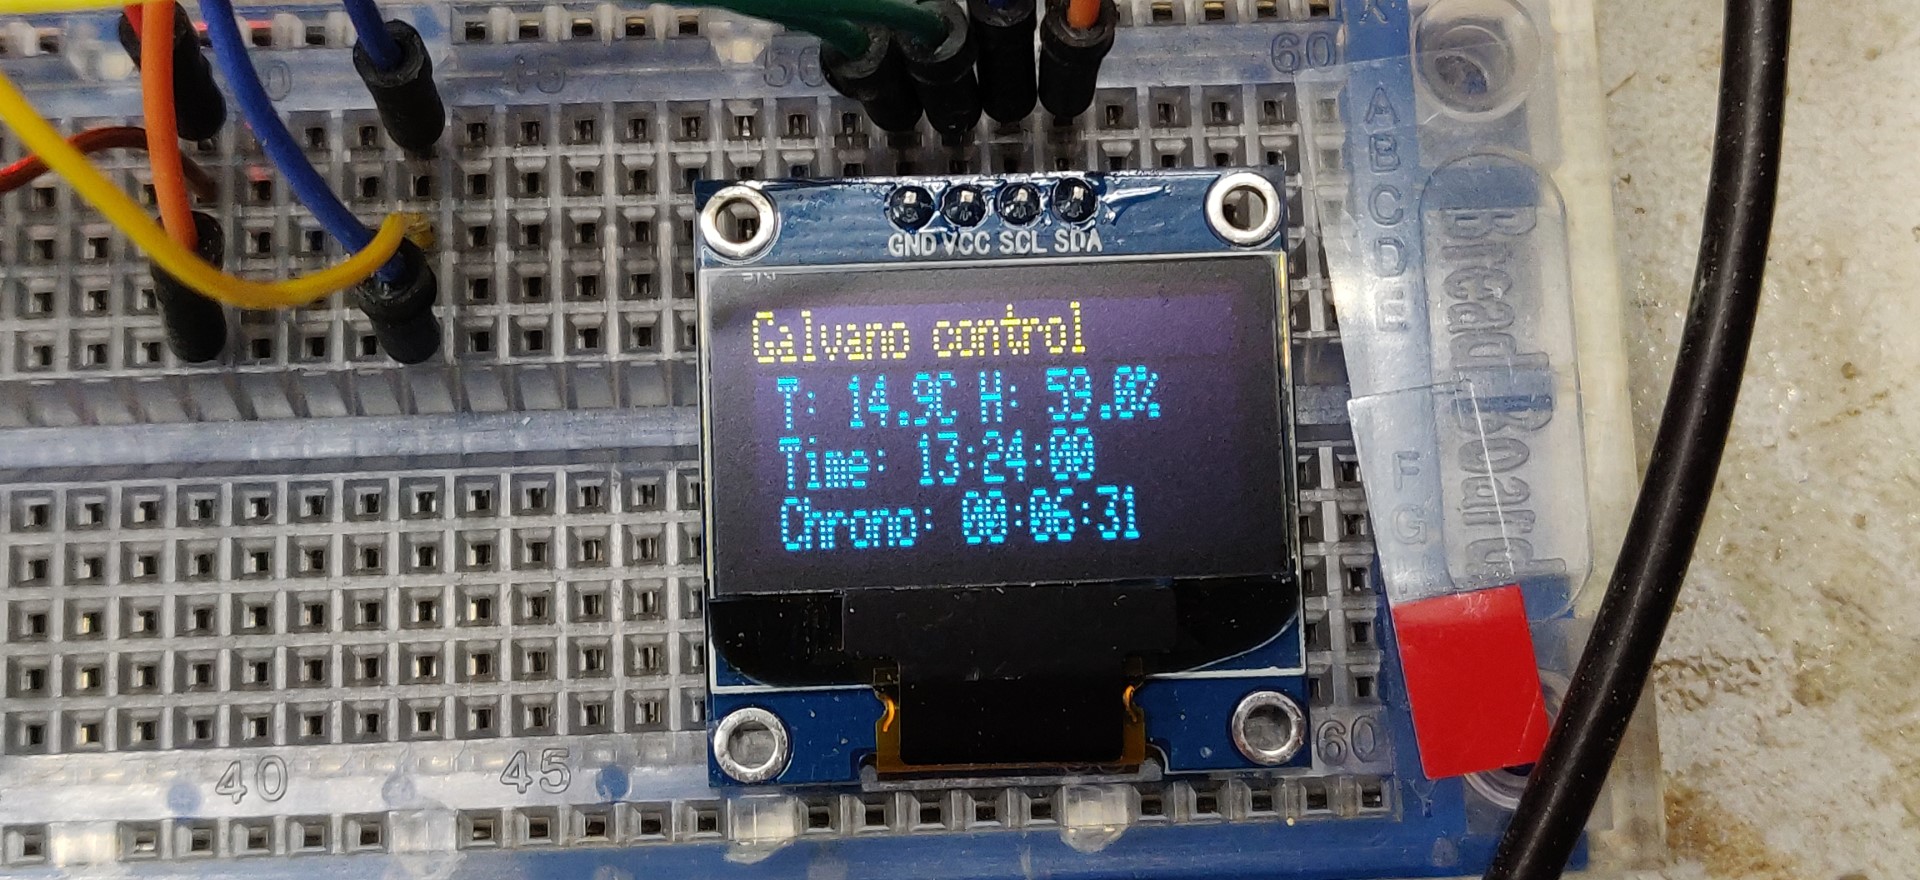 50
60
A
B
C
D
E
GND VCC SCL SDA
Galvano control
T: 14.9C H: 59.0%
Time: 13:24:00
Chrono: 00:06:31
F
G
BreadBoard
40
45
60